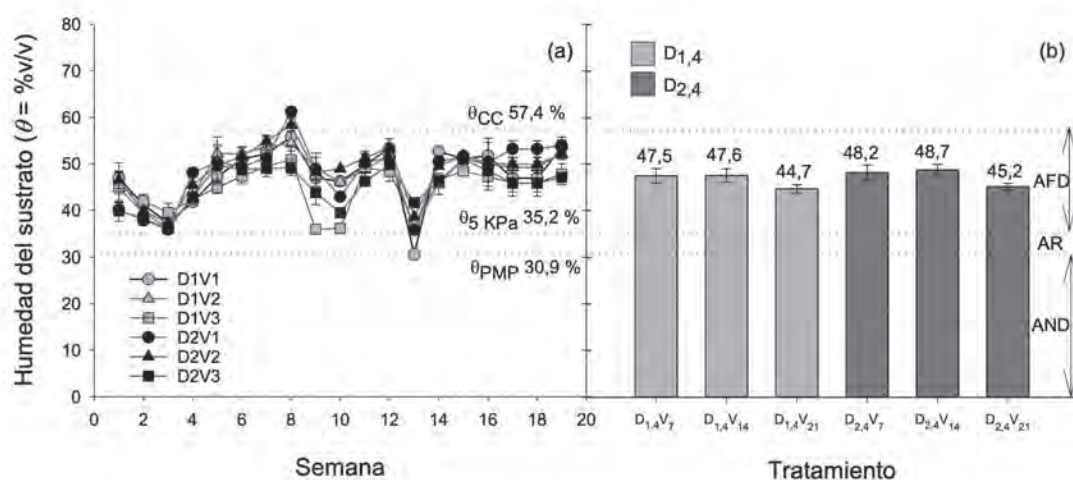 Humedad del sustrato (θ = %v/v)
80
70
60
50
40
30
20
10
0
(a)
θCC 57,4 %
θ5 KPa 35,2 %
θPMP 30,9 %
D1V1
D1V2
D1V3
D2V1
D2V2
D2V3
0 2 4 6 8 10 12 14 16 18 20
Semana
(b)
D1,4
D2,4
47,5 47,6 44,7 48,2 48,7 45,2
AFD
AR
AND
D1,4V7 D1,4V14 D1,4V21 D2,4V7 D2,4V14 D2,4V21
Tratamiento